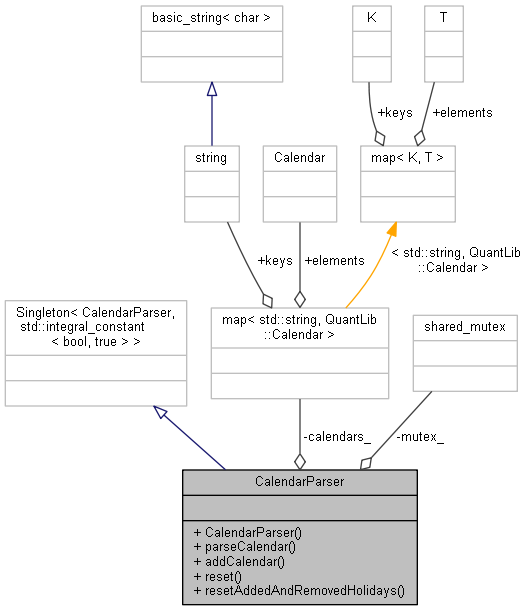 basic_string< char >
K
T
+keys
+elements
string
Calendar
map< K, T >
+keys
+elements
< std::string, QuantLib
::Calendar >
Singleton< CalendarParser,
std::integral_constant
< bool, true > >
map< std::string, QuantLib
::Calendar >
shared_mutex
-calendars_
-mutex_
CalendarParser
+ CalendarParser()
+ parseCalendar()
+ addCalendar()
+ reset()
+ resetAddedAndRemovedHolidays()